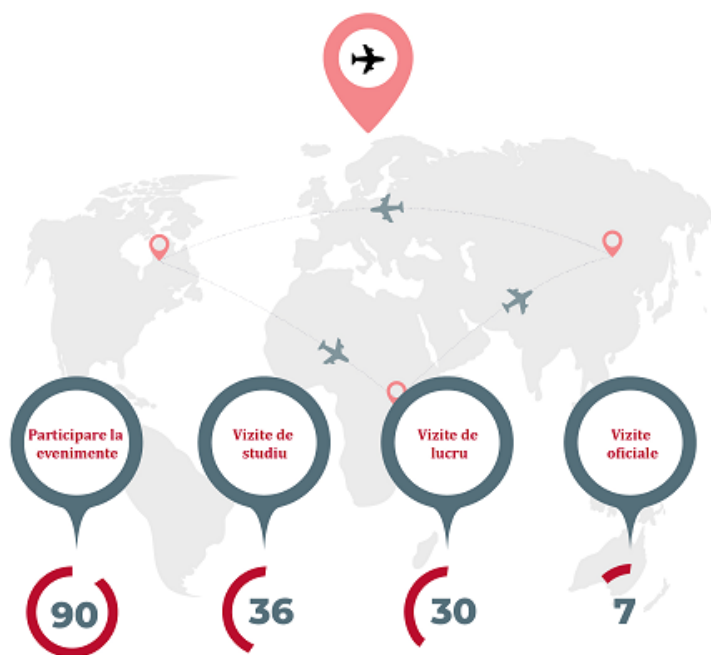 Participare la
evenimente
Vizite de
studiu
Vizite de
lucru
Vizite
oficiale
90
36
30
7